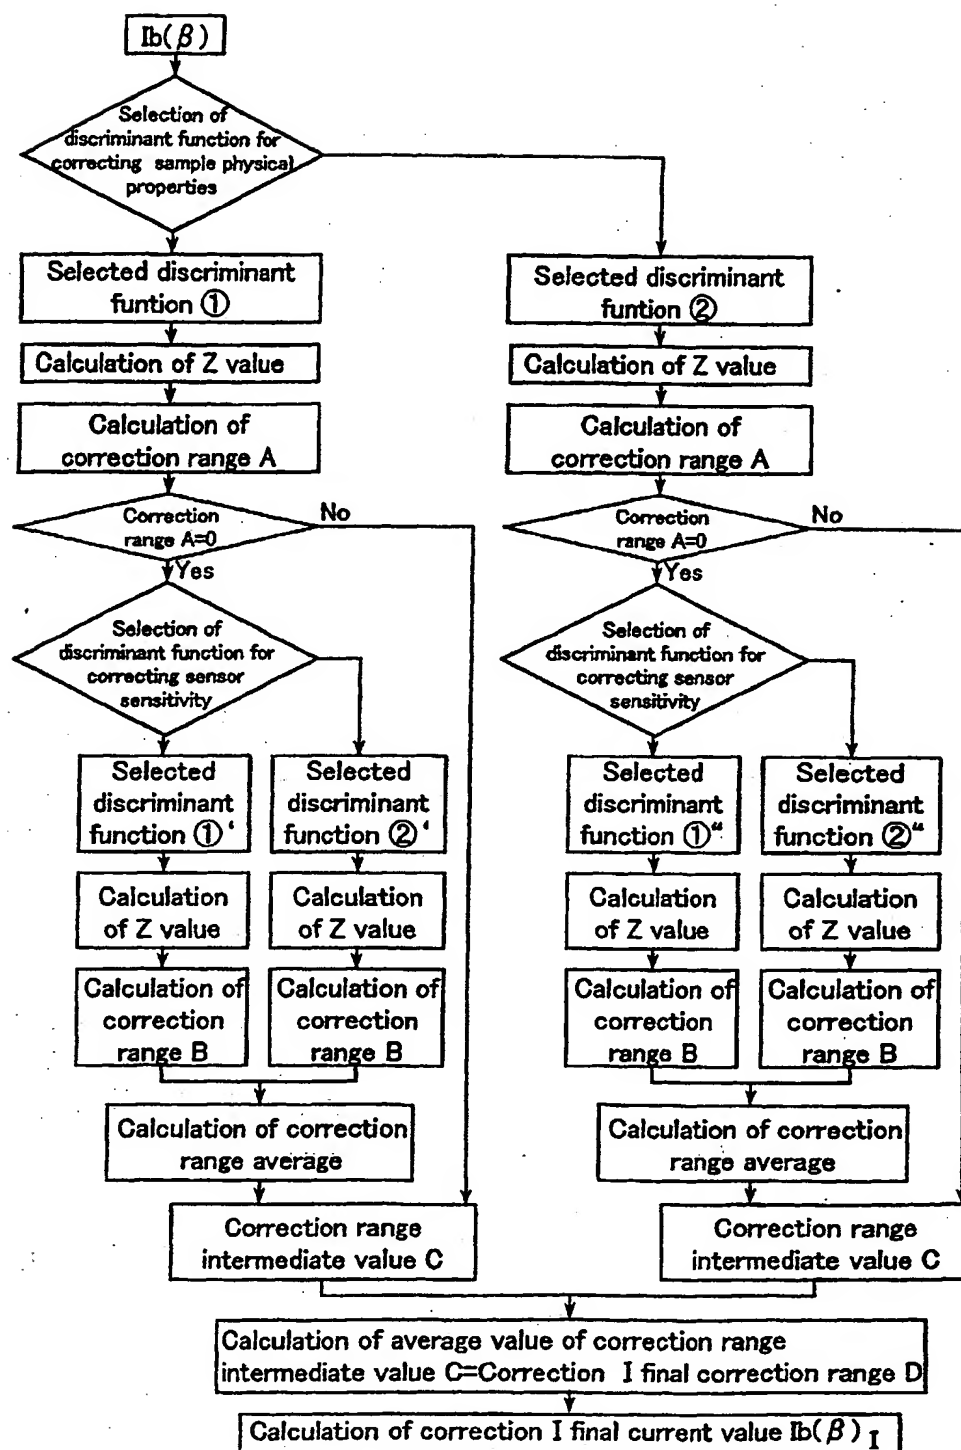 Ib(β)
Selection of
discriminant function for
correcting sample physical
properties
Selected discriminant
funtion ①
Calculation of Z value
Calculation of
correction range A
Correction
range A=0
No
Yes
Selection of
discriminant function for
correcting sensor
sensitivity
Selected
discriminant
function ①‘
Calculation
of Z value
Calculation of
correction
range B
Selected
discriminant
function ②‘
Calculation
of Z value
Calculation of
correction
range B
Calculation of correction
range average
Correction range
intermediate value C
Selected discriminant
funtion ②
Calculation of Z value
Calculation of
correction range A
Correction
range A=0
No
Yes
Selection of
discriminant function for
correcting sensor
sensitivity
Selected
discriminant
function ①“
Calculation
of Z value
Calculation of
correction
range B
Selected
discriminant
function ②“
Calculation
of Z value
Calculation of
correction
range B
Calculation of correction
range average
Correction range
intermediate value C
Calculation of average value of correction range
intermediate value C=Correction I final correction range D
Calculation of correction I final current value Ib(β) I